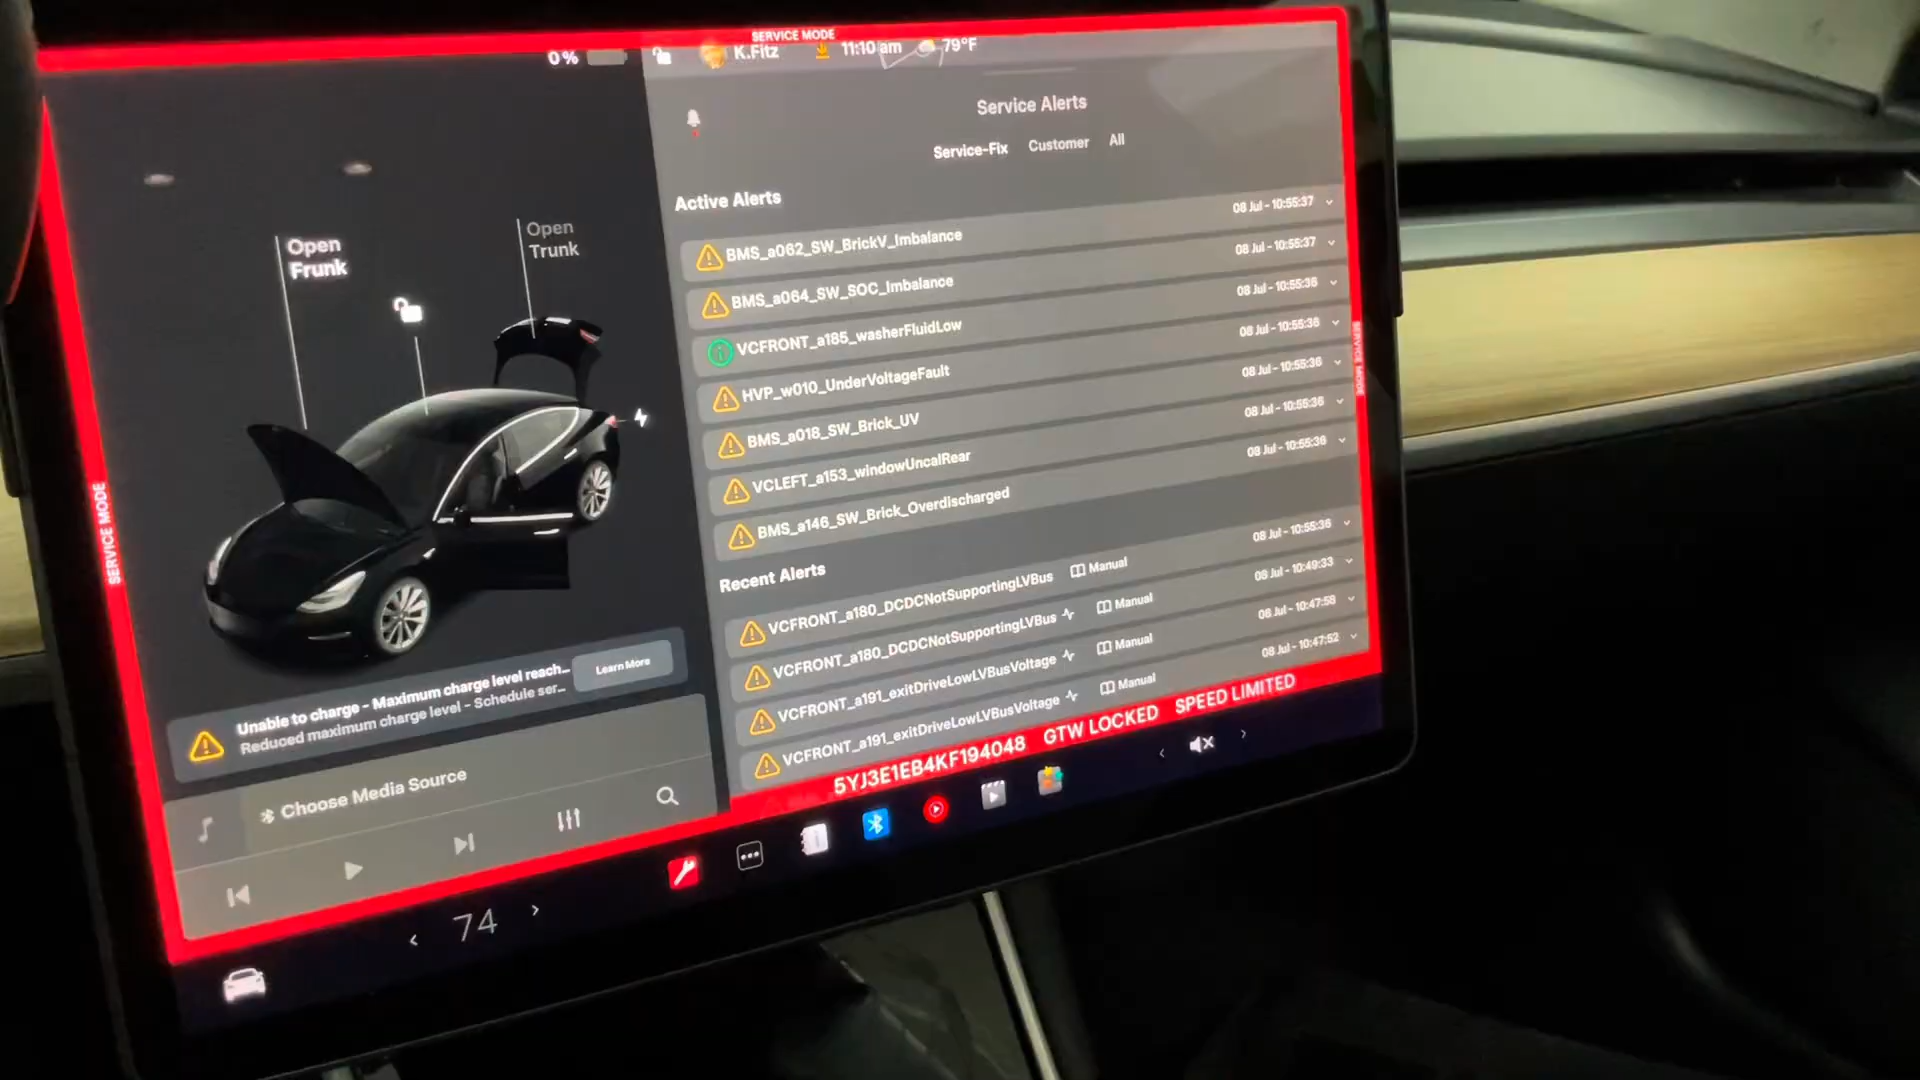 SERVICE MODE
0%
K.Fitz
11:10 am
79°F
Service Alerts
Service-Fix Customer All
Active Alerts
BMS_a062_SW_BrickV_Imbalance 08 Jul - 10:55:37
BMS_a064_SW_SOC_Imbalance 08 Jul - 10:55:37
VCFRONT_a185_washerFluidLow 08 Jul - 10:55:36
HVP_w010_UnderVoltageFault 08 Jul - 10:55:36
BMS_a018_SW_Brick_UV 08 Jul - 10:55:36
VCLEFT_a153_windowUncalRear 08 Jul - 10:55:36
BMS_a146_SW_Brick_Overdischarged 08 Jul - 10:55:36
Recent Alerts
VCFRONT_a180_DCDCNotSupportingLVBus Manual 08 Jul - 10:55:36
VCFRONT_a180_DCDCNotSupportingLVBus Manual 08 Jul - 10:49:33
VCFRONT_a191_exitDriveLowLVBusVoltage Manual 08 Jul - 10:47:58
VCFRONT_a191_exitDriveLowLVBusVoltage Manual 08 Jul - 10:47:52
5YJ3E1EB4KF194048 GTW LOCKED SPEED LIMITED
SERVICE MODE
SERVICE MODE
Open
Frunk
Open
Trunk
Unable to charge - Maximum charge level reach...
Reduced maximum charge level - Schedule ser...
Learn More
Choose Media Source
74